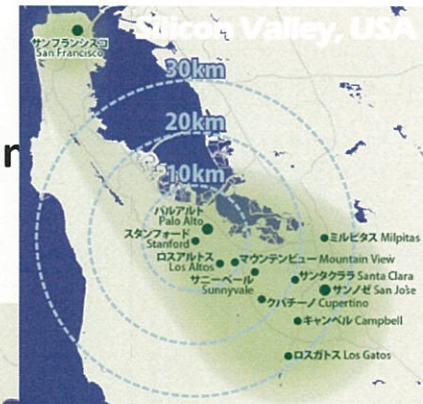 Silicon Valley, USA
サンフランシスコ
San Francisco
30km
20km
10km
パルアルト
Palo Alto
スタンフォード
Stanford
ロスアルトス
Los Altos
マウンテンビュー Mountain View
サニーベール
Sunnyvale
クパチーノ Cupertino
ミルピタス Milpitas
サンタクララ Santa Clara
サンノゼ San Jose
キャンベル Campbell
ロスガトス Los Gatos